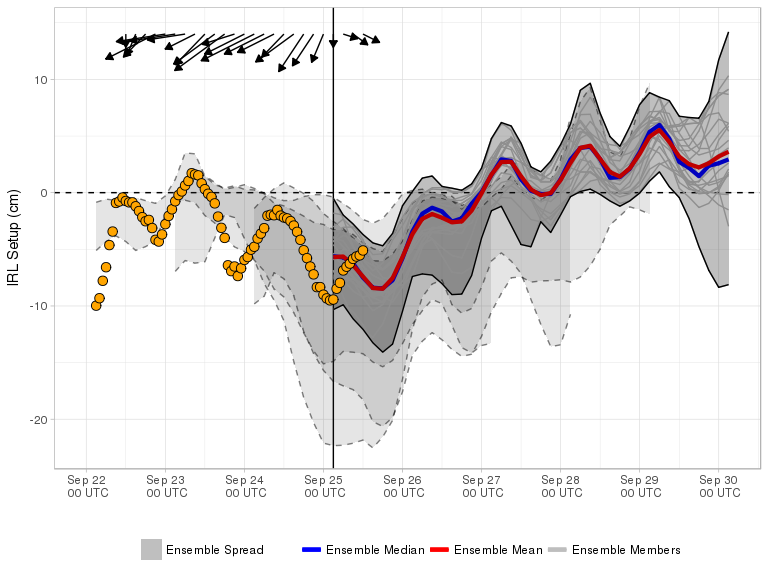 IRL Setup (cm)
10
0
-10
-20
Sep 22 Sep 23 Sep 24 Sep 25 Sep 26 Sep 27 Sep 28 Sep 29 Sep 30
00 UTC 00 UTC 00 UTC 00 UTC 00 UTC 00 UTC 00 UTC 00 UTC 00 UTC
Ensemble Spread Ensemble Median Ensemble Mean Ensemble Members